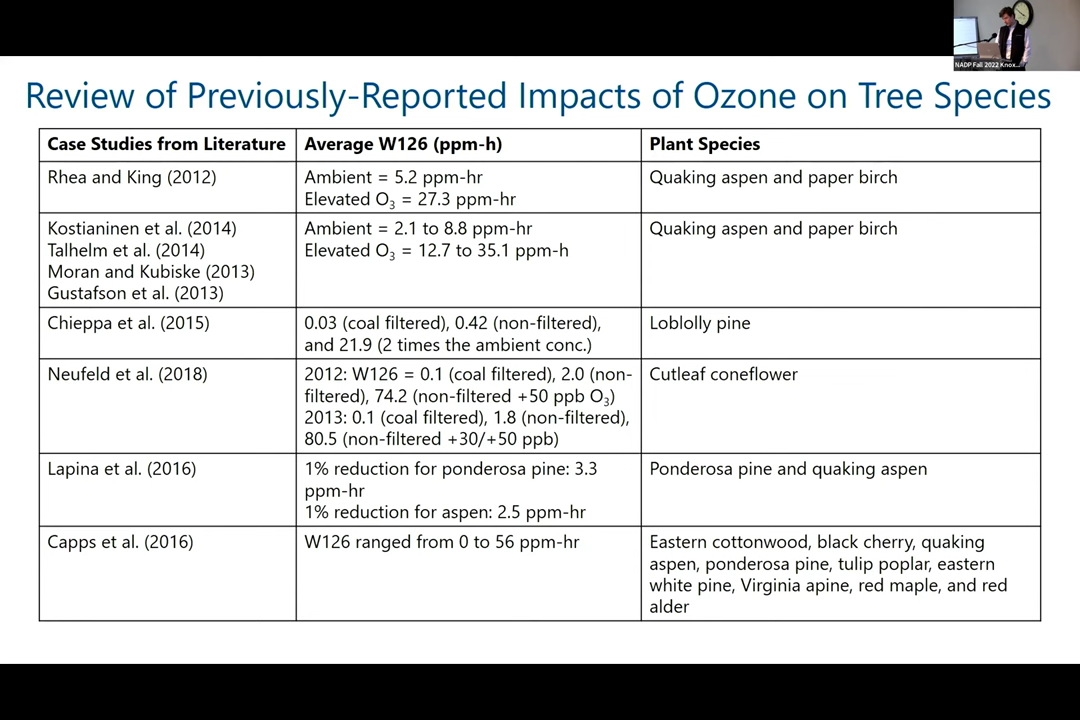 NADP Fall 2022 Knox...
Review of Previously-Reported Impacts of Ozone on Tree Species
Case Studies from Literature
Average W126 (ppm-h)
Plant Species
Rhea and King (2012)
Ambient = 5.2 ppm-hr
Elevated O3 = 27.3 ppm-hr
Quaking aspen and paper birch
Kostianinen et al. (2014)
Talhelm et al. (2014)
Moran and Kubiske (2013)
Gustafson et al. (2013)
Ambient = 2.1 to 8.8 ppm-hr
Elevated O3 = 12.7 to 35.1 ppm-h
Quaking aspen and paper birch
Chieppa et al. (2015)
0.03 (coal filtered), 0.42 (non-filtered),
and 21.9 (2 times the ambient conc.)
Loblolly pine
Neufeld et al. (2018)
2012: W126 = 0.1 (coal filtered), 2.0 (non-
filtered), 74.2 (non-filtered +50 ppb O3)
2013: 0.1 (coal filtered), 1.8 (non-filtered),
80.5 (non-filtered +30/+50 ppb)
Cutleaf coneflower
Lapina et al. (2016)
1% reduction for ponderosa pine: 3.3
ppm-hr
1% reduction for aspen: 2.5 ppm-hr
Ponderosa pine and quaking aspen
Capps et al. (2016)
W126 ranged from 0 to 56 ppm-hr
Eastern cottonwood, black cherry, quaking
aspen, ponderosa pine, tulip poplar, eastern
white pine, Virginia apine, red maple, and red
alder